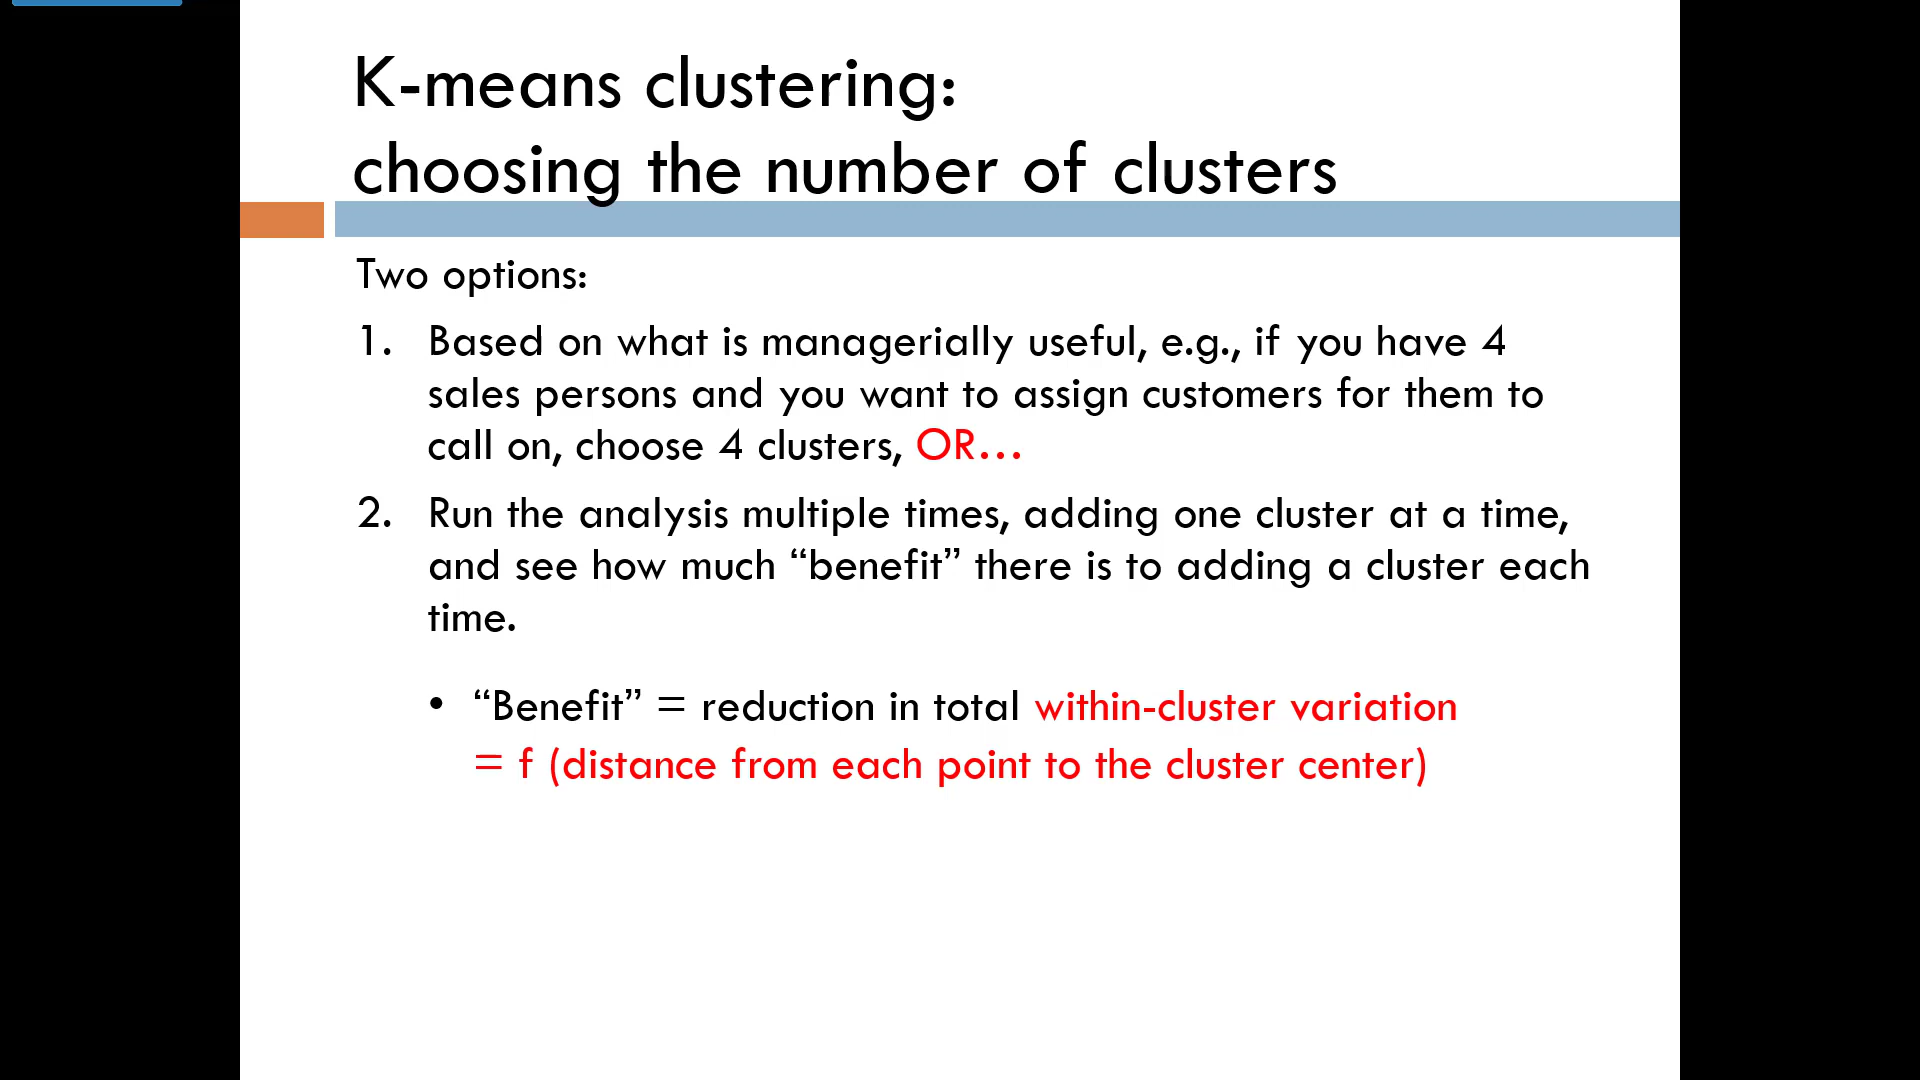 K-means clustering:
choosing the number of clusters
Two options:
1. Based on what is managerially useful, e.g., if you have 4
sales persons and you want to assign customers for them to
call on, choose 4 clusters, OR…
2. Run the analysis multiple times, adding one cluster at a time,
and see how much “benefit” there is to adding a cluster each
time.
• “Benefit” = reduction in total within-cluster variation
= f (distance from each point to the cluster center)